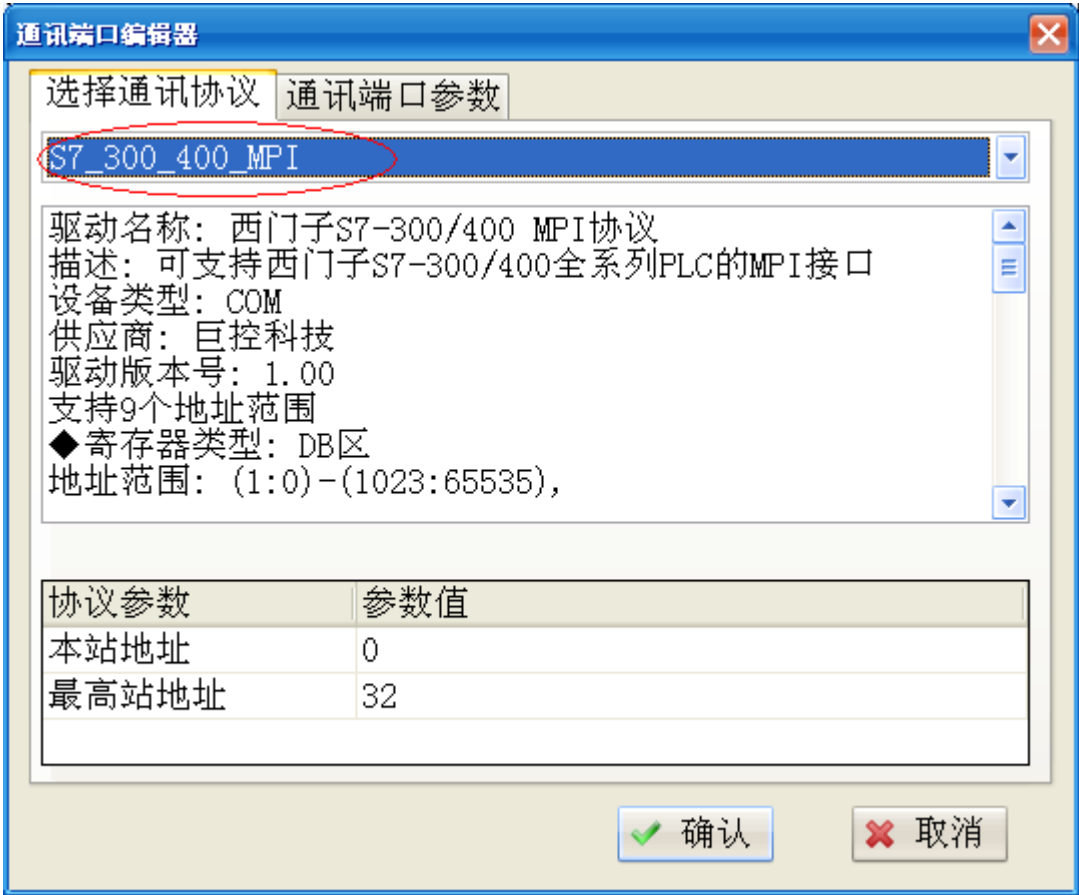 通讯端口编辑器
选择通讯协议 通讯端口参数
S7_300_400_MPI
驱动名称: 西门子S7-300/400 MPI协议
描述: 可支持西门子S7-300/400全系列PLC的MPI接口
设备类型: COM
供应商: 巨控科技
驱动版本号: 1.00
支持9个地址范围
◆寄存器类型: DB区
地址范围: (1:0)-(1023:65535),
协议参数 参数值
本站地址 0
最高站地址 32
确认 取消